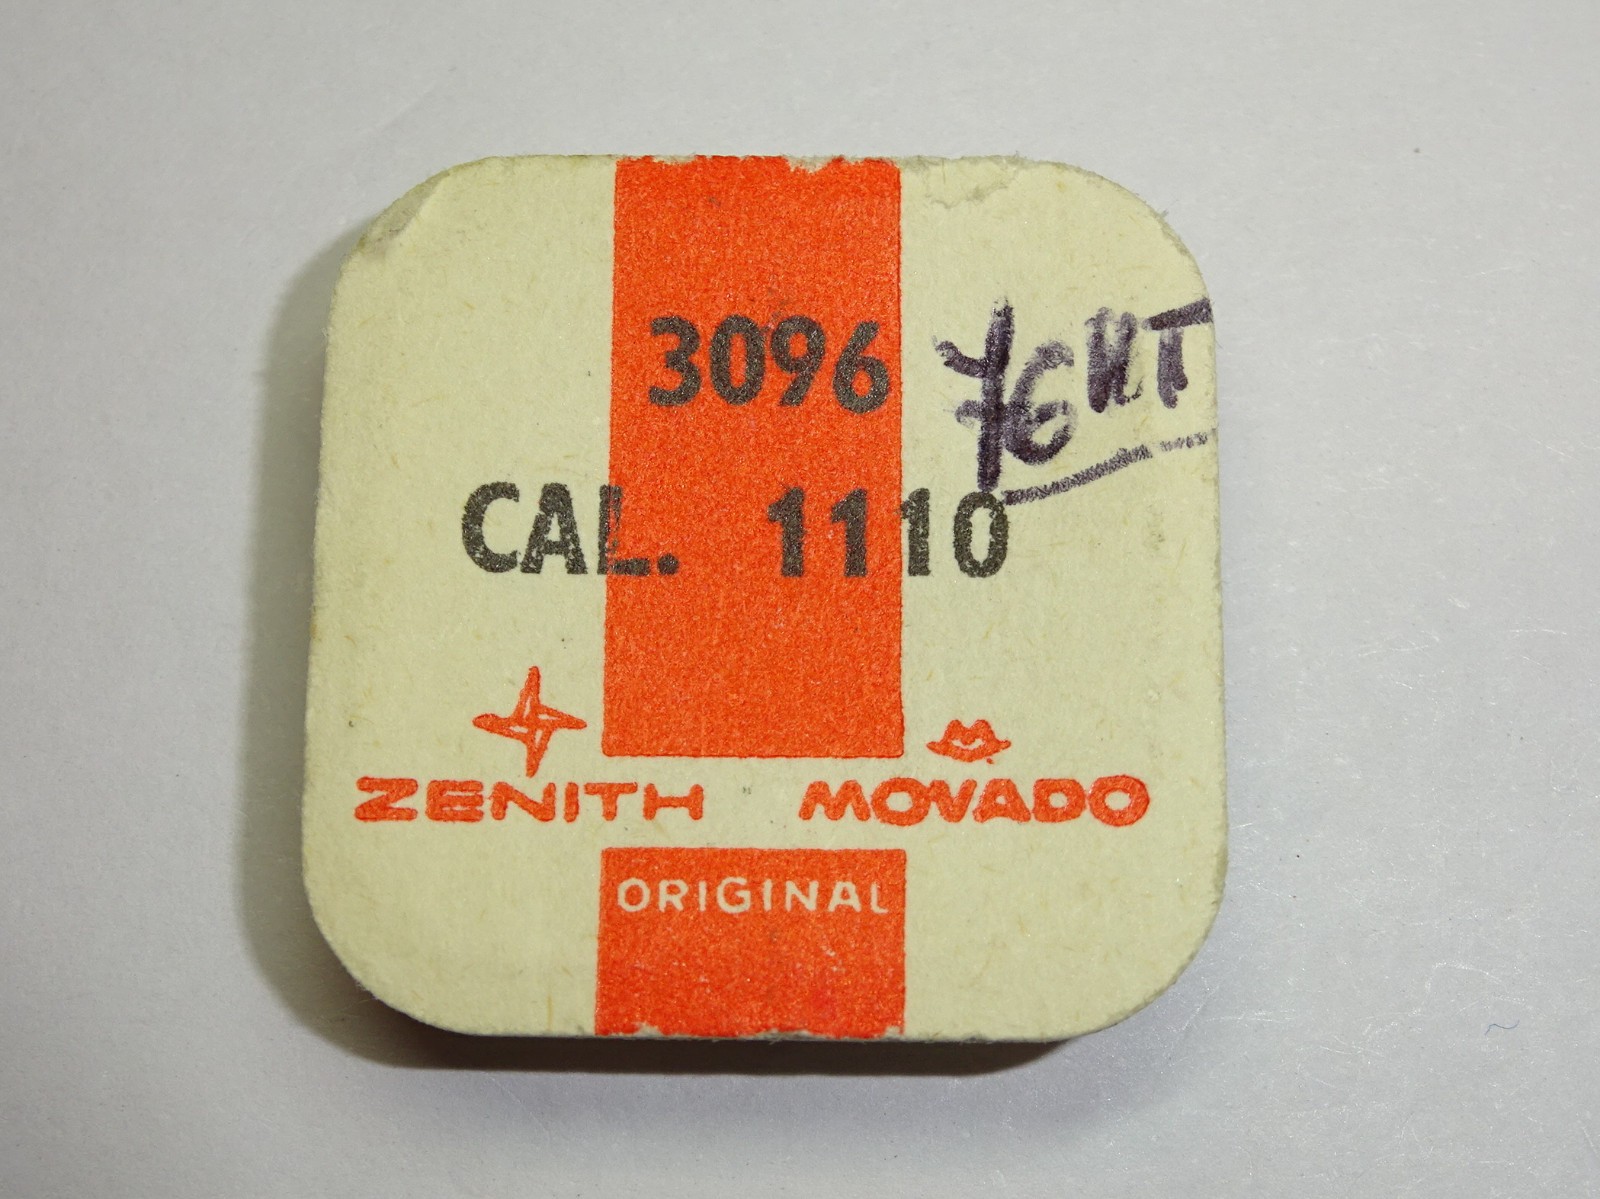 3096
CAL. 1110
ZENITH MOVADO
ORIGINAL